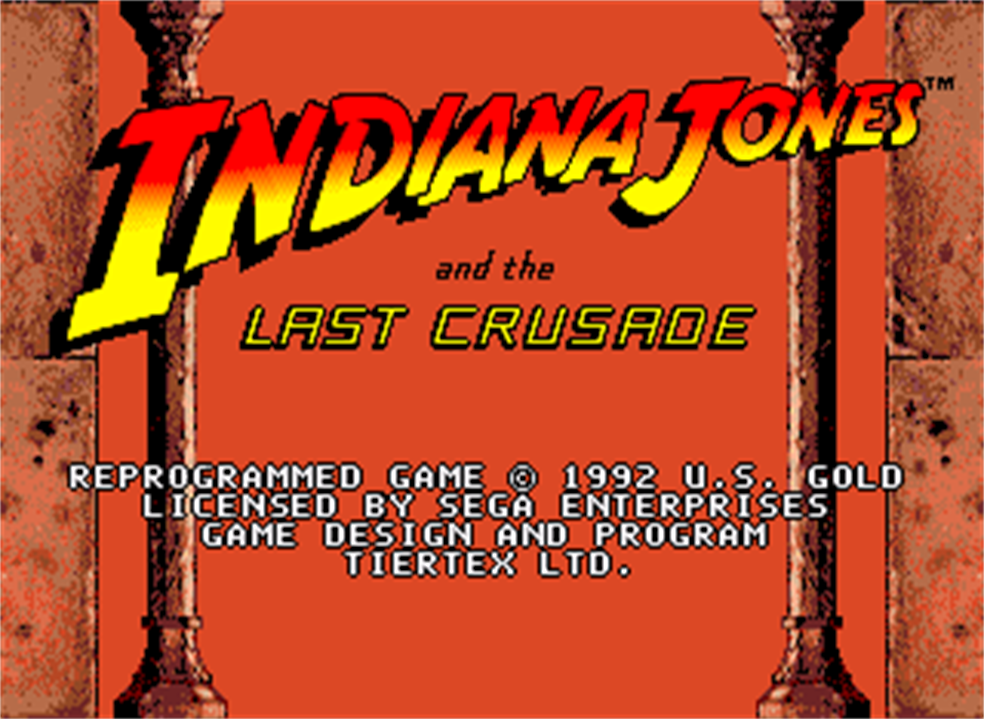 INDIANA JONES™
and the
LAST CRUSADE
REPROGRAMMED GAME © 1992 U.S. GOLD
LICENSED BY SEGA ENTERPRISES
GAME DESIGN AND PROGRAM
TIERTEX LTD.